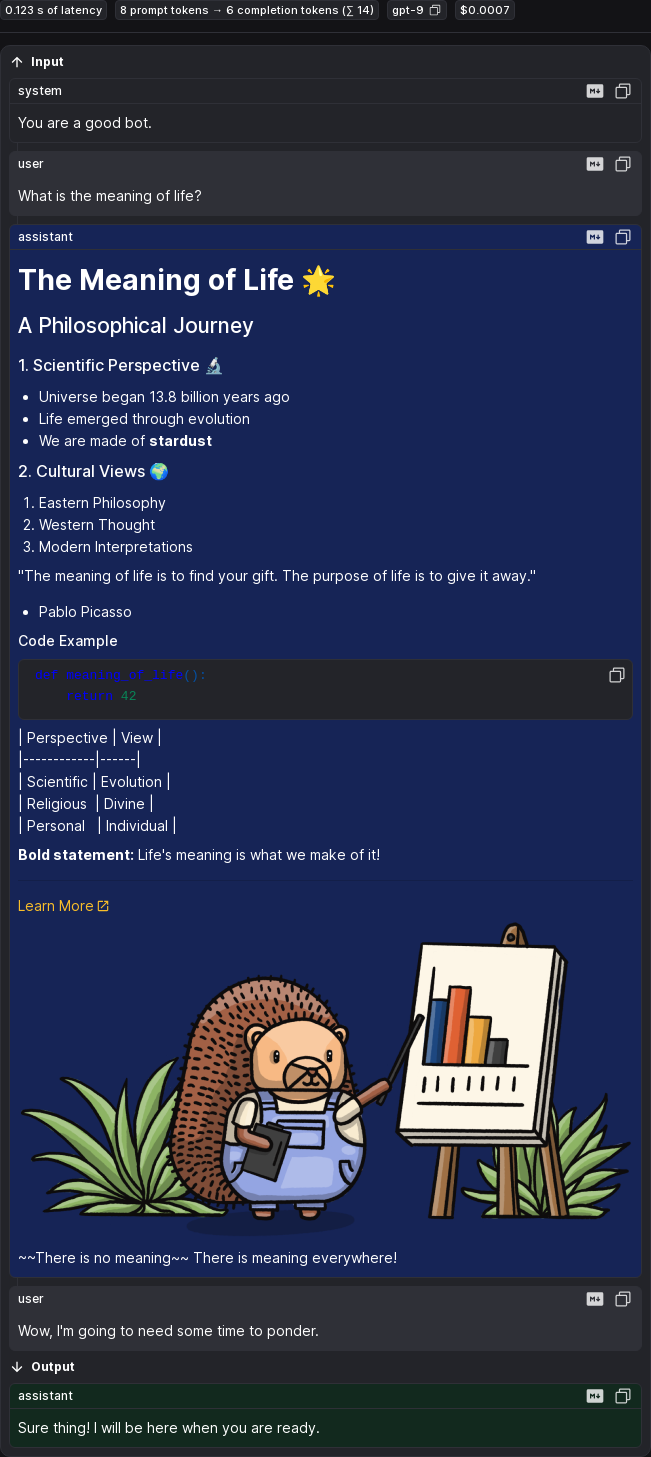 0.123 s of latency 8 prompt tokens → 6 completion tokens (∑ 14) gpt-9 $0.0007
Input
system
You are a good bot.
user
What is the meaning of life?
assistant
The Meaning of Life 🌟
A Philosophical Journey
1. Scientific Perspective 🔬
• Universe began 13.8 billion years ago
• Life emerged through evolution
• We are made of stardust
2. Cultural Views 🌍
1. Eastern Philosophy
2. Western Thought
3. Modern Interpretations
"The meaning of life is to find your gift. The purpose of life is to give it away."
• Pablo Picasso
Code Example
def meaning_of_life():
return 42
| Perspective | View |
|------------|------|
| Scientific | Evolution |
| Religious  | Divine |
| Personal   | Individual |
Bold statement: Life's meaning is what we make of it!
Learn More
~~There is no meaning~~ There is meaning everywhere!
user
Wow, I'm going to need some time to ponder.
Output
assistant
Sure thing! I will be here when you are ready.